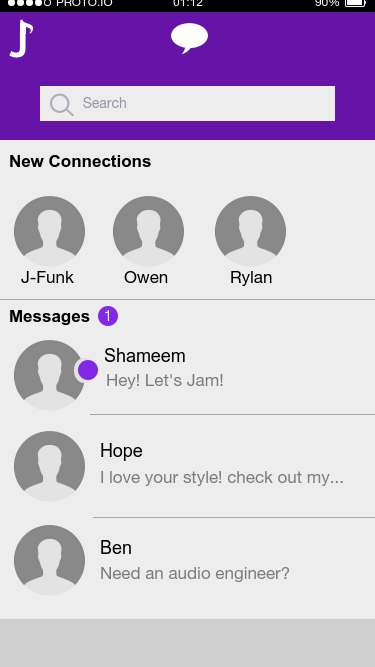 PROTO.IO 01:12 90%
Search
New Connections
J-Funk Owen Rylan
Messages 1
Shameem
Hey! Let's Jam!
Hope
I love your style! check out my...
Ben
Need an audio engineer?